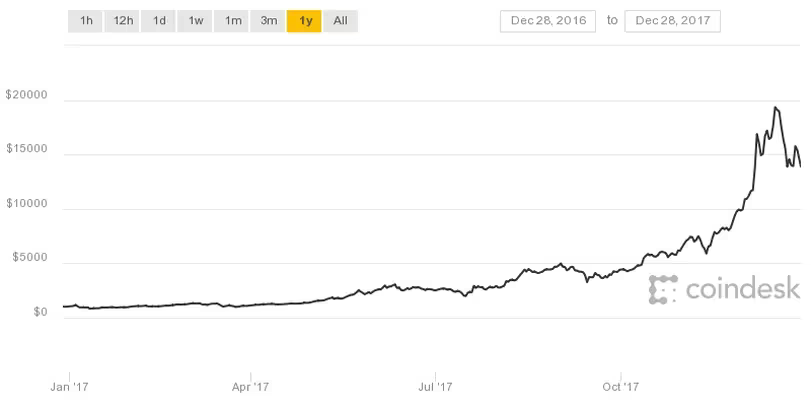 1h 12h 1d 1w 1m 3m 1y All Dec 28, 2016 to Dec 28, 2017
$20000
$15000
$10000
$5000
coindesk
$0
Jan '17 Apr '17 Jul '17 Oct '17